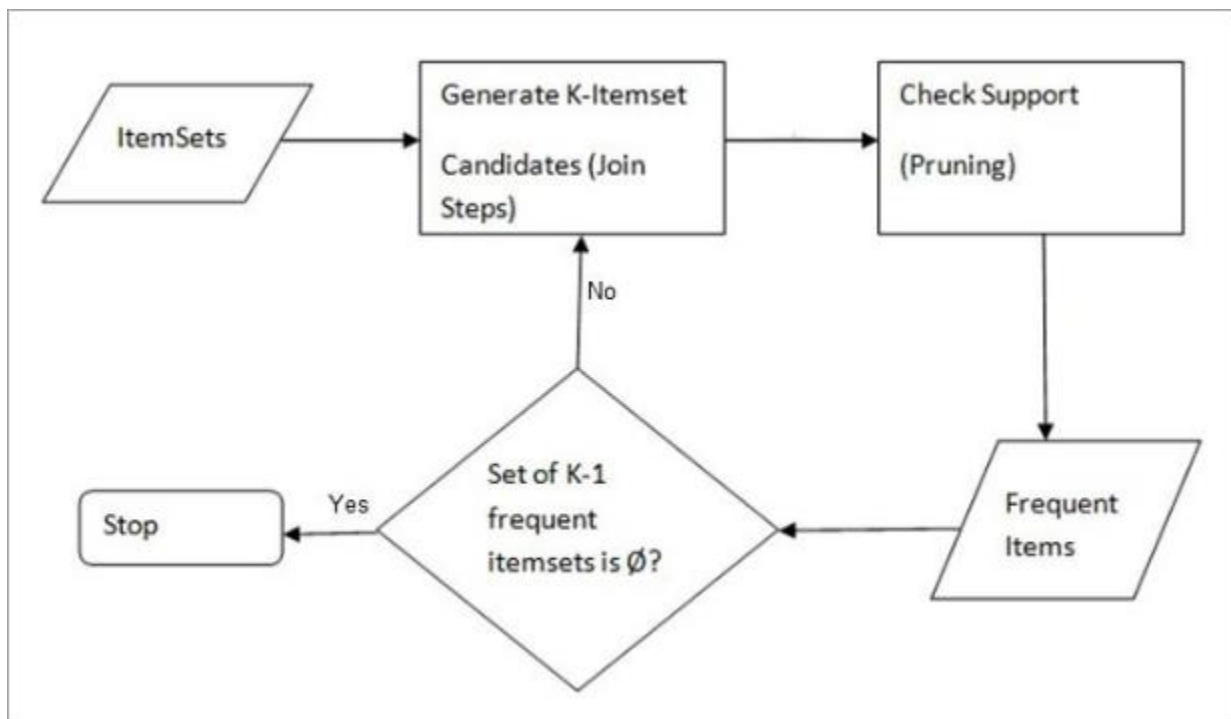 ItemSets
Generate K-Itemset
Candidates (Join
Steps)
Check Support
(Pruning)
No
Set of K-1
frequent
itemsets is Ø?
Yes
Stop
Frequent
Items